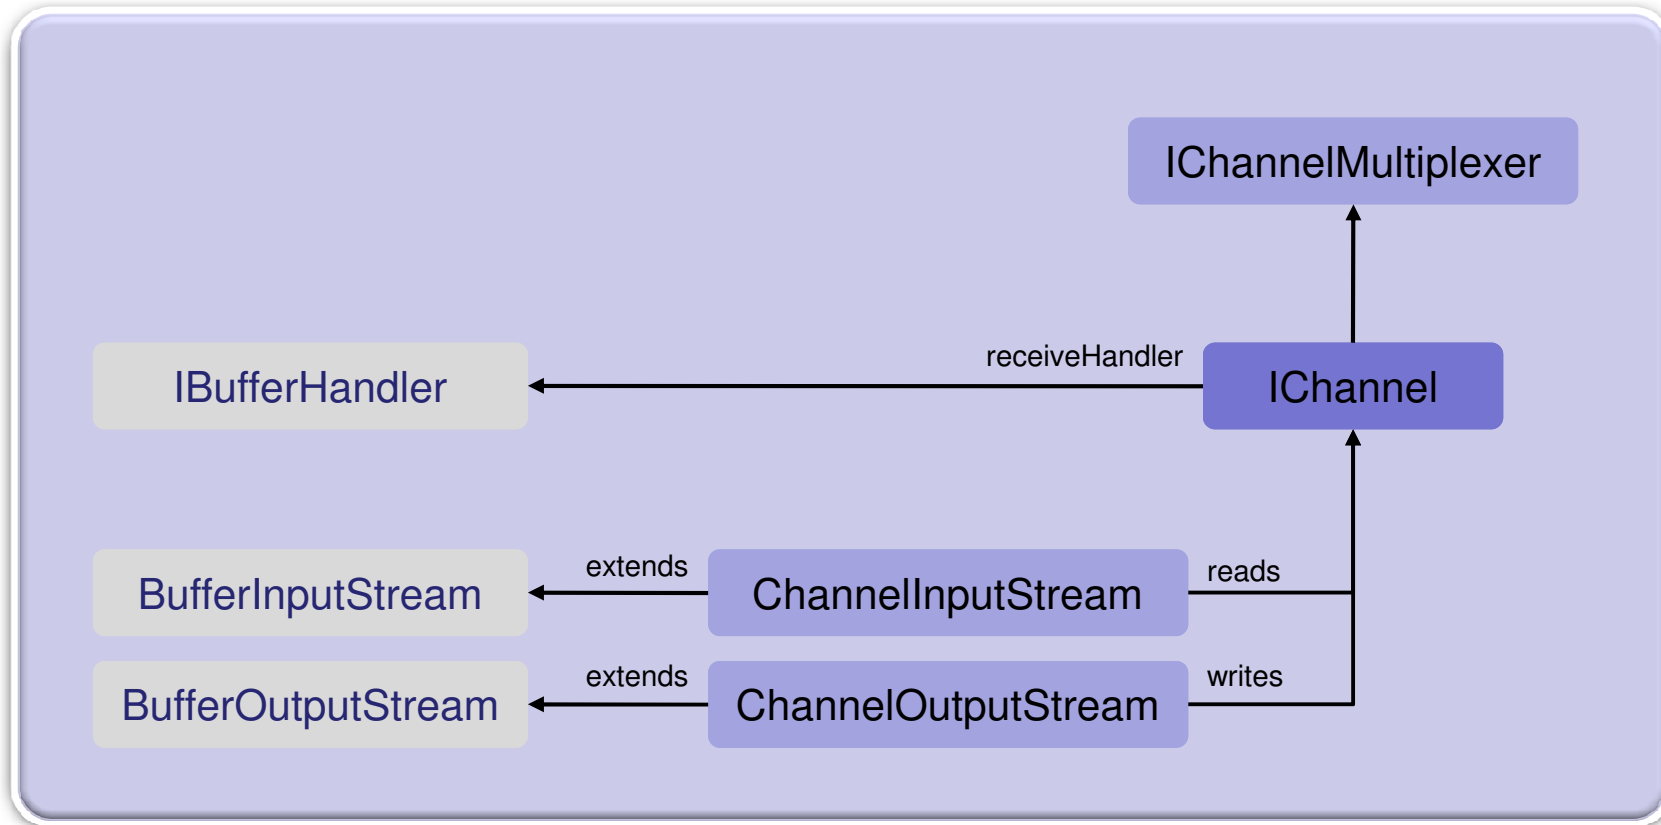 IChannelMultiplexer
receiveHandler
IBufferHandler
IChannel
extends
reads
BufferInputStream
ChannelInputStream
extends
writes
BufferOutputStream
ChannelOutputStream